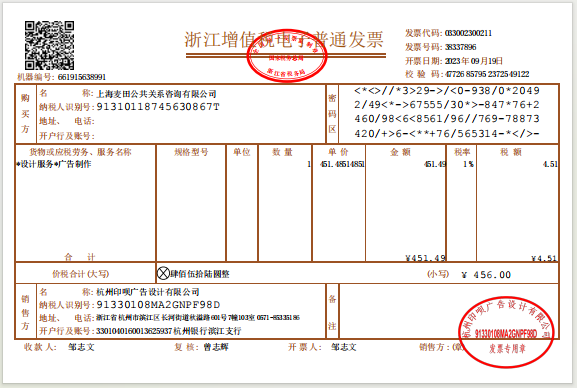 浙江增值税电子普通发票
发票代码: 033002300211
发票号码: 38337896
开票日期: 2023 年 09 月19日
校 验 码: 47726 85795 23725 49122
机器编号: 661915638991
购买方
名 称: 上海麦田公共关系咨询有限公司
纳税人识别号: 91310118745630867T
地址、 电话:
开户行及账号:
密码区
<*<>//*3>29->/<0-938/0*2049
2/49<*->67555/30*>-847*76+2
460/98<6<8561/96//769-78873
420/+>6-<**+76/565314-*</>-
货物或应税劳务、服务名称 规格型号 单位 数 量 单 价 金 额 税率 税 额
*设计服务*广告制作 1 451.48514851 451.49 1% 4.51
合 计 ¥451.49 ¥4.51
价税合计(大写) 肆佰伍拾陆圆整 (小写) ¥ 456.00
销售方
名 称: 杭州印呗广告设计有限公司
纳税人识别号: 91330108MA2GNPF98D
地址、 电话: 浙江省杭州市滨江区长河街道秋溢路601号7幢103室 0571-85335186
开户行及账号: 3301040160013625937 杭州银行滨江支行
备注
收 款 人: 邹志文 复 核: 曾志辉 开 票 人: 邹志文 销售方: (章)
国家税务总局
浙江省税务局
杭州印呗广告设计有限公司
91330108MA2GNPF98D
发票专用章